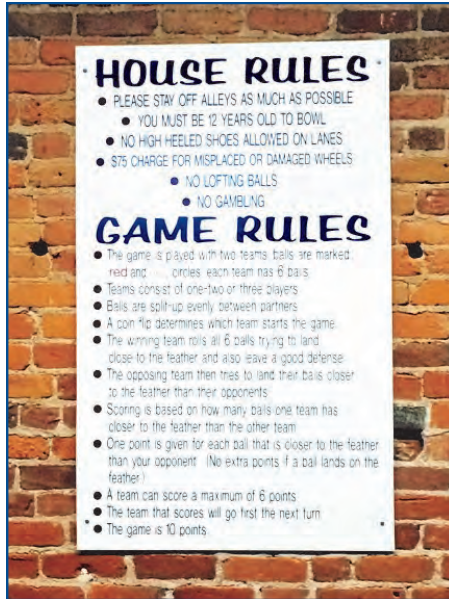 HOUSE RULES
● PLEASE STAY OFF ALLEYS AS MUCH AS POSSIBLE
● YOU MUST BE 12 YEARS OLD TO BOWL
● NO HIGH HEELED SHOES ALLOWED ON LANES
● $75 CHARGE FOR MISPLACED OR DAMAGED WHEELS
● NO LOFTING BALLS
● NO GAMBLING
GAME RULES
● The game is played with two teams, balls are marked,
red and circles, each team has 6 balls
● Teams consist of one-two or three players
● Balls are split-up evenly between partners
● A coin flip determines which team starts the game
● The winning team rolls all 6 balls trying to land
close to the feather and also leave a good defense
● The opposing team then tries to land their balls closer
to the feather than their opponents
● Scoring is based on how many balls one team has
closer to the feather than the other team
● One point is given for each ball that is closer to the feather
than your opponent (No extra points if a ball lands on the
feather)
● A team can score a maximum of 6 points
● The team that scores will go first the next turn
● The game is 10 points